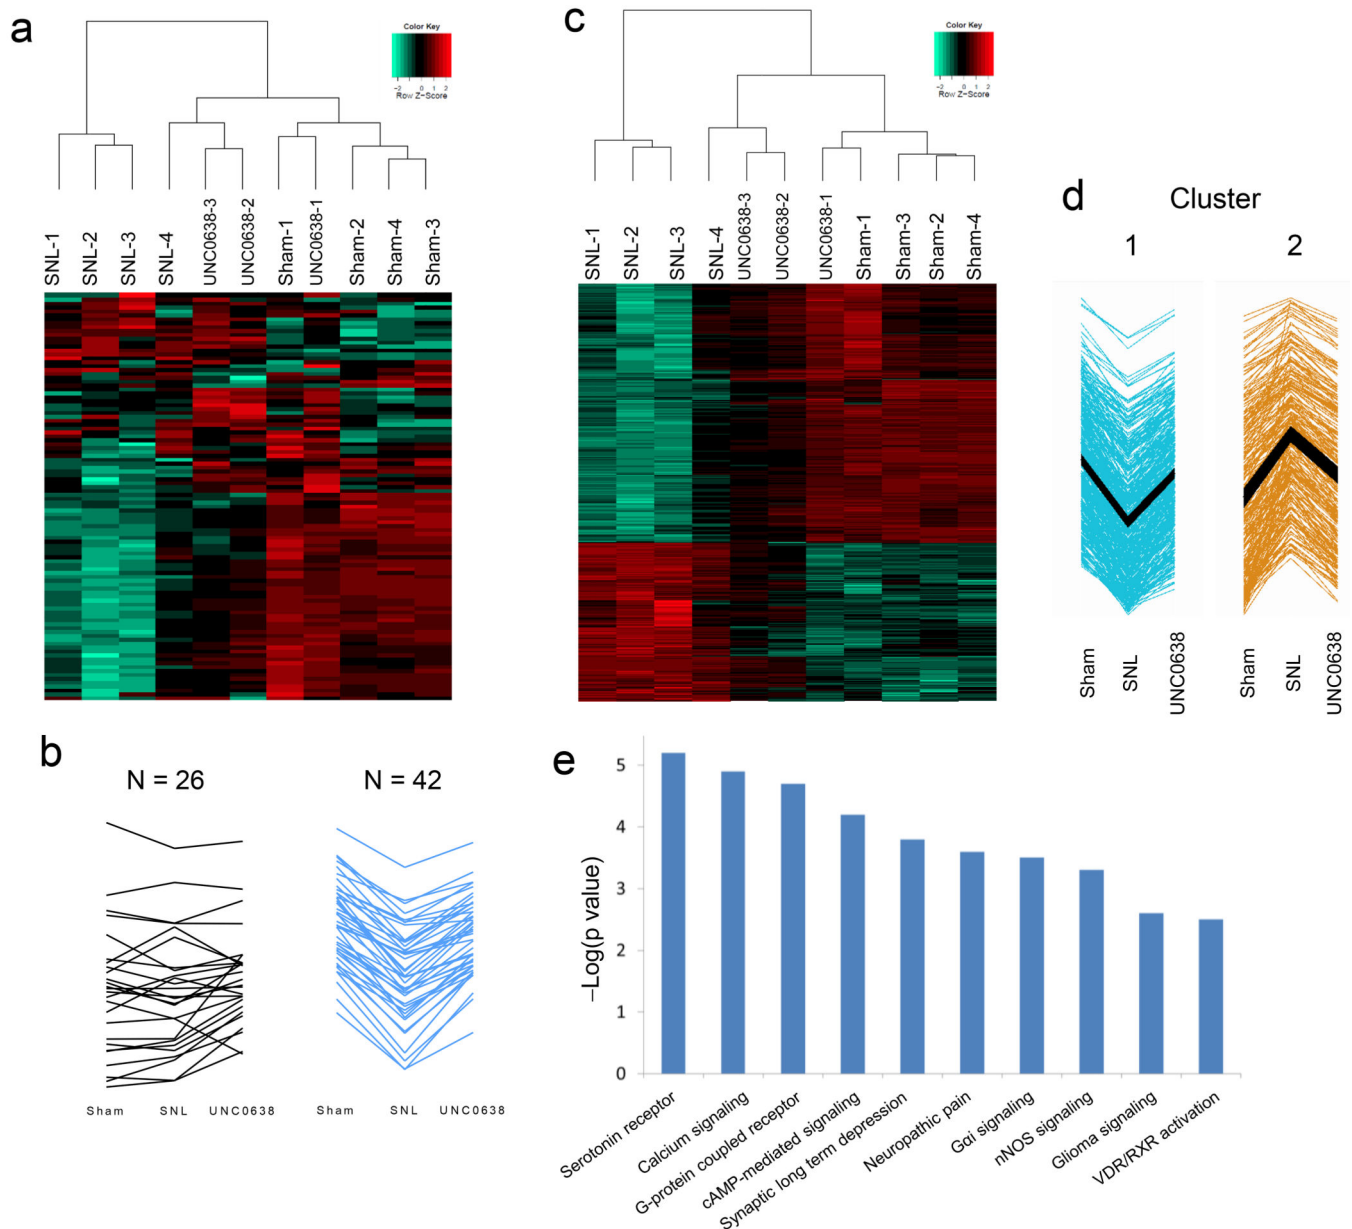 a
Color Key
−2 0 1 2
Row Z−Score
SNL-1
SNL-2
SNL-3
SNL-4
UNC0638-3
UNC0638-2
Sham-1
UNC0638-1
Sham-2
Sham-4
Sham-3
c
Color Key
−2 0 1 2
Row Z−Score
SNL-1
SNL-2
SNL-3
SNL-4
UNC0638-3
UNC0638-2
UNC0638-1
Sham-1
Sham-3
Sham-2
Sham-4
d
Cluster
1 2
Sham
SNL
UNC0638
Sham
SNL
UNC0638
b
N = 26
N = 42
Sham SNL UNC0638
Sham SNL UNC0638
e
−Log(p value)
5
4
3
2
1
0
Serotonin receptor
Calcium signaling
G-protein coupled receptor
cAMP-mediated signaling
Synaptic long term depression
Neuropathic pain
Gαi signaling
nNOS signaling
Glioma signaling
VDR/RXR activation